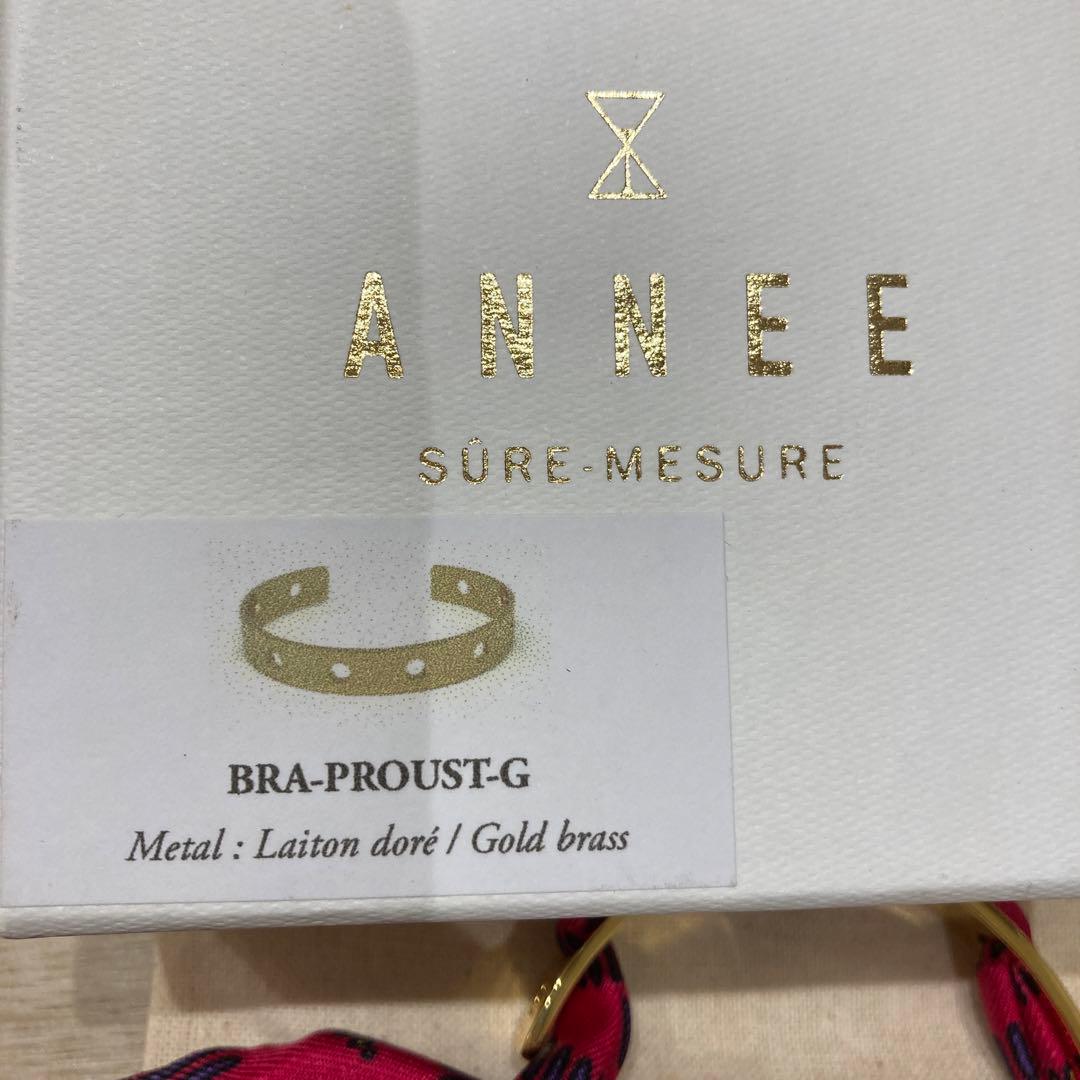 ANNEE
SÛRE-MESURE
BRA-PROUST-G
Metal : Laiton doré / Gold brass